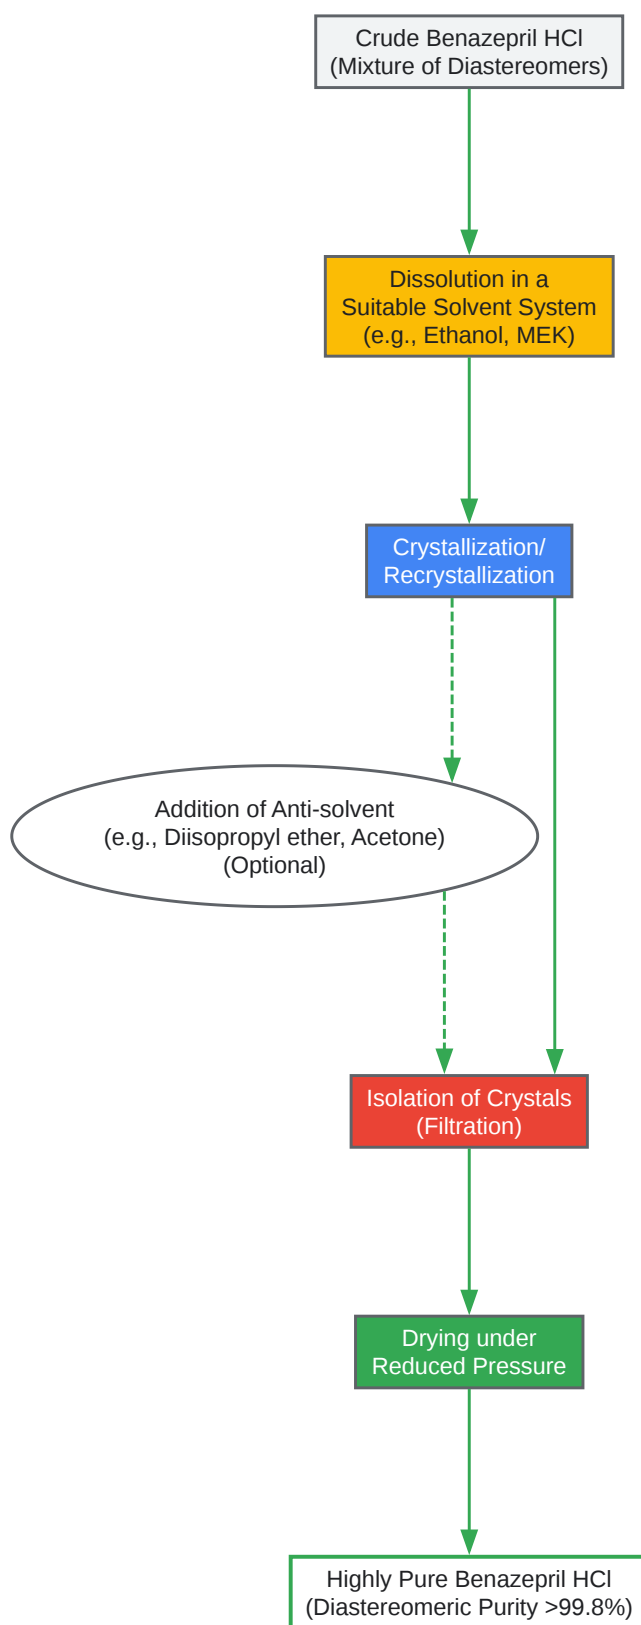 Crude Benazepril HCl
(Mixture of Diastereomers)
Dissolution in a
Suitable Solvent System
(e.g., Ethanol, MEK)
Crystallization/
Recrystallization
Addition of Anti-solvent
(e.g., Diisopropyl ether, Acetone)
(Optional)
Isolation of Crystals
(Filtration)
Drying under
Reduced Pressure
Highly Pure Benazepril HCl
(Diastereomeric Purity >99.8%)